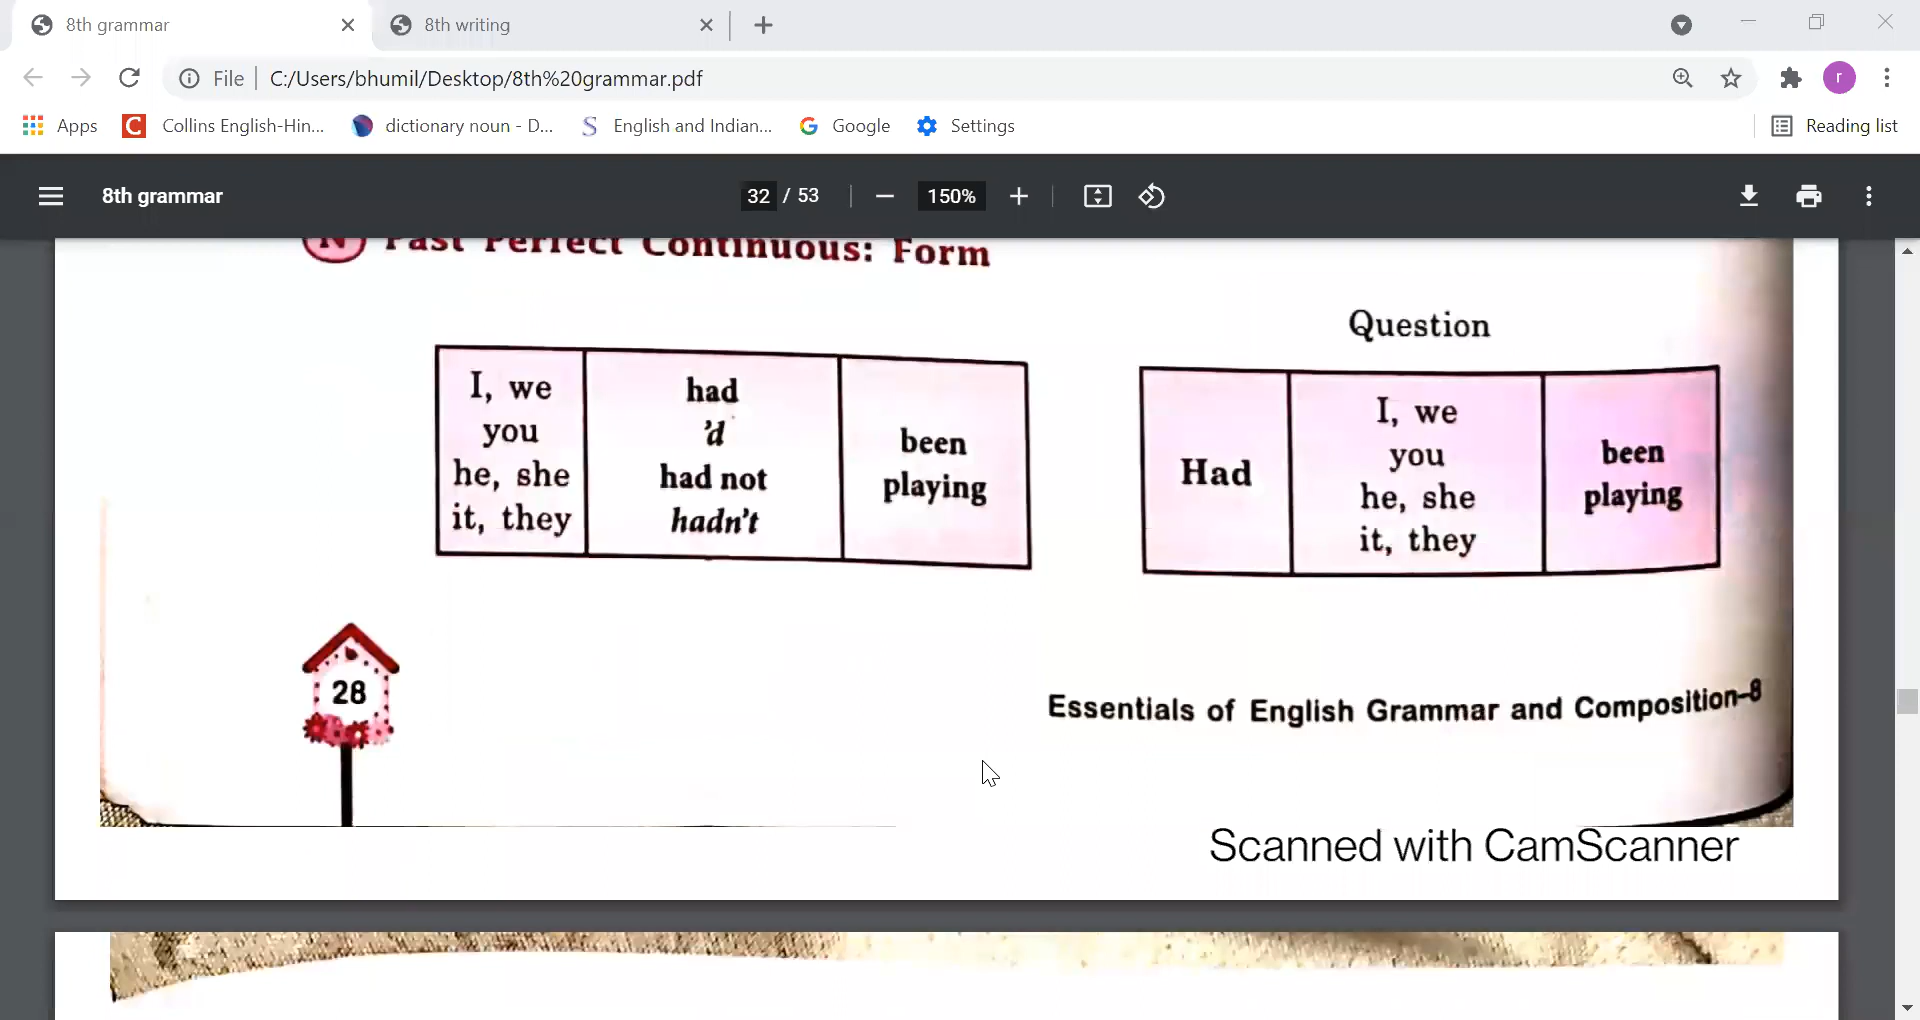 8th grammar
8th writing
File
C:/Users/bhumil/Desktop/8th%20grammar.pdf
r
Apps
Collins English-Hin...
dictionary noun - D...
English and Indian...
Google
Settings
Reading list
8th grammar
32 / 53
150%
N Past Perfect Continuous: Form
I, we
you
he, she
it, they
had
'd
had not
hadn't
been
playing
Question
Had
I, we
you
he, she
it, they
been
playing
28
Essentials of English Grammar and Composition-8
Scanned with CamScanner